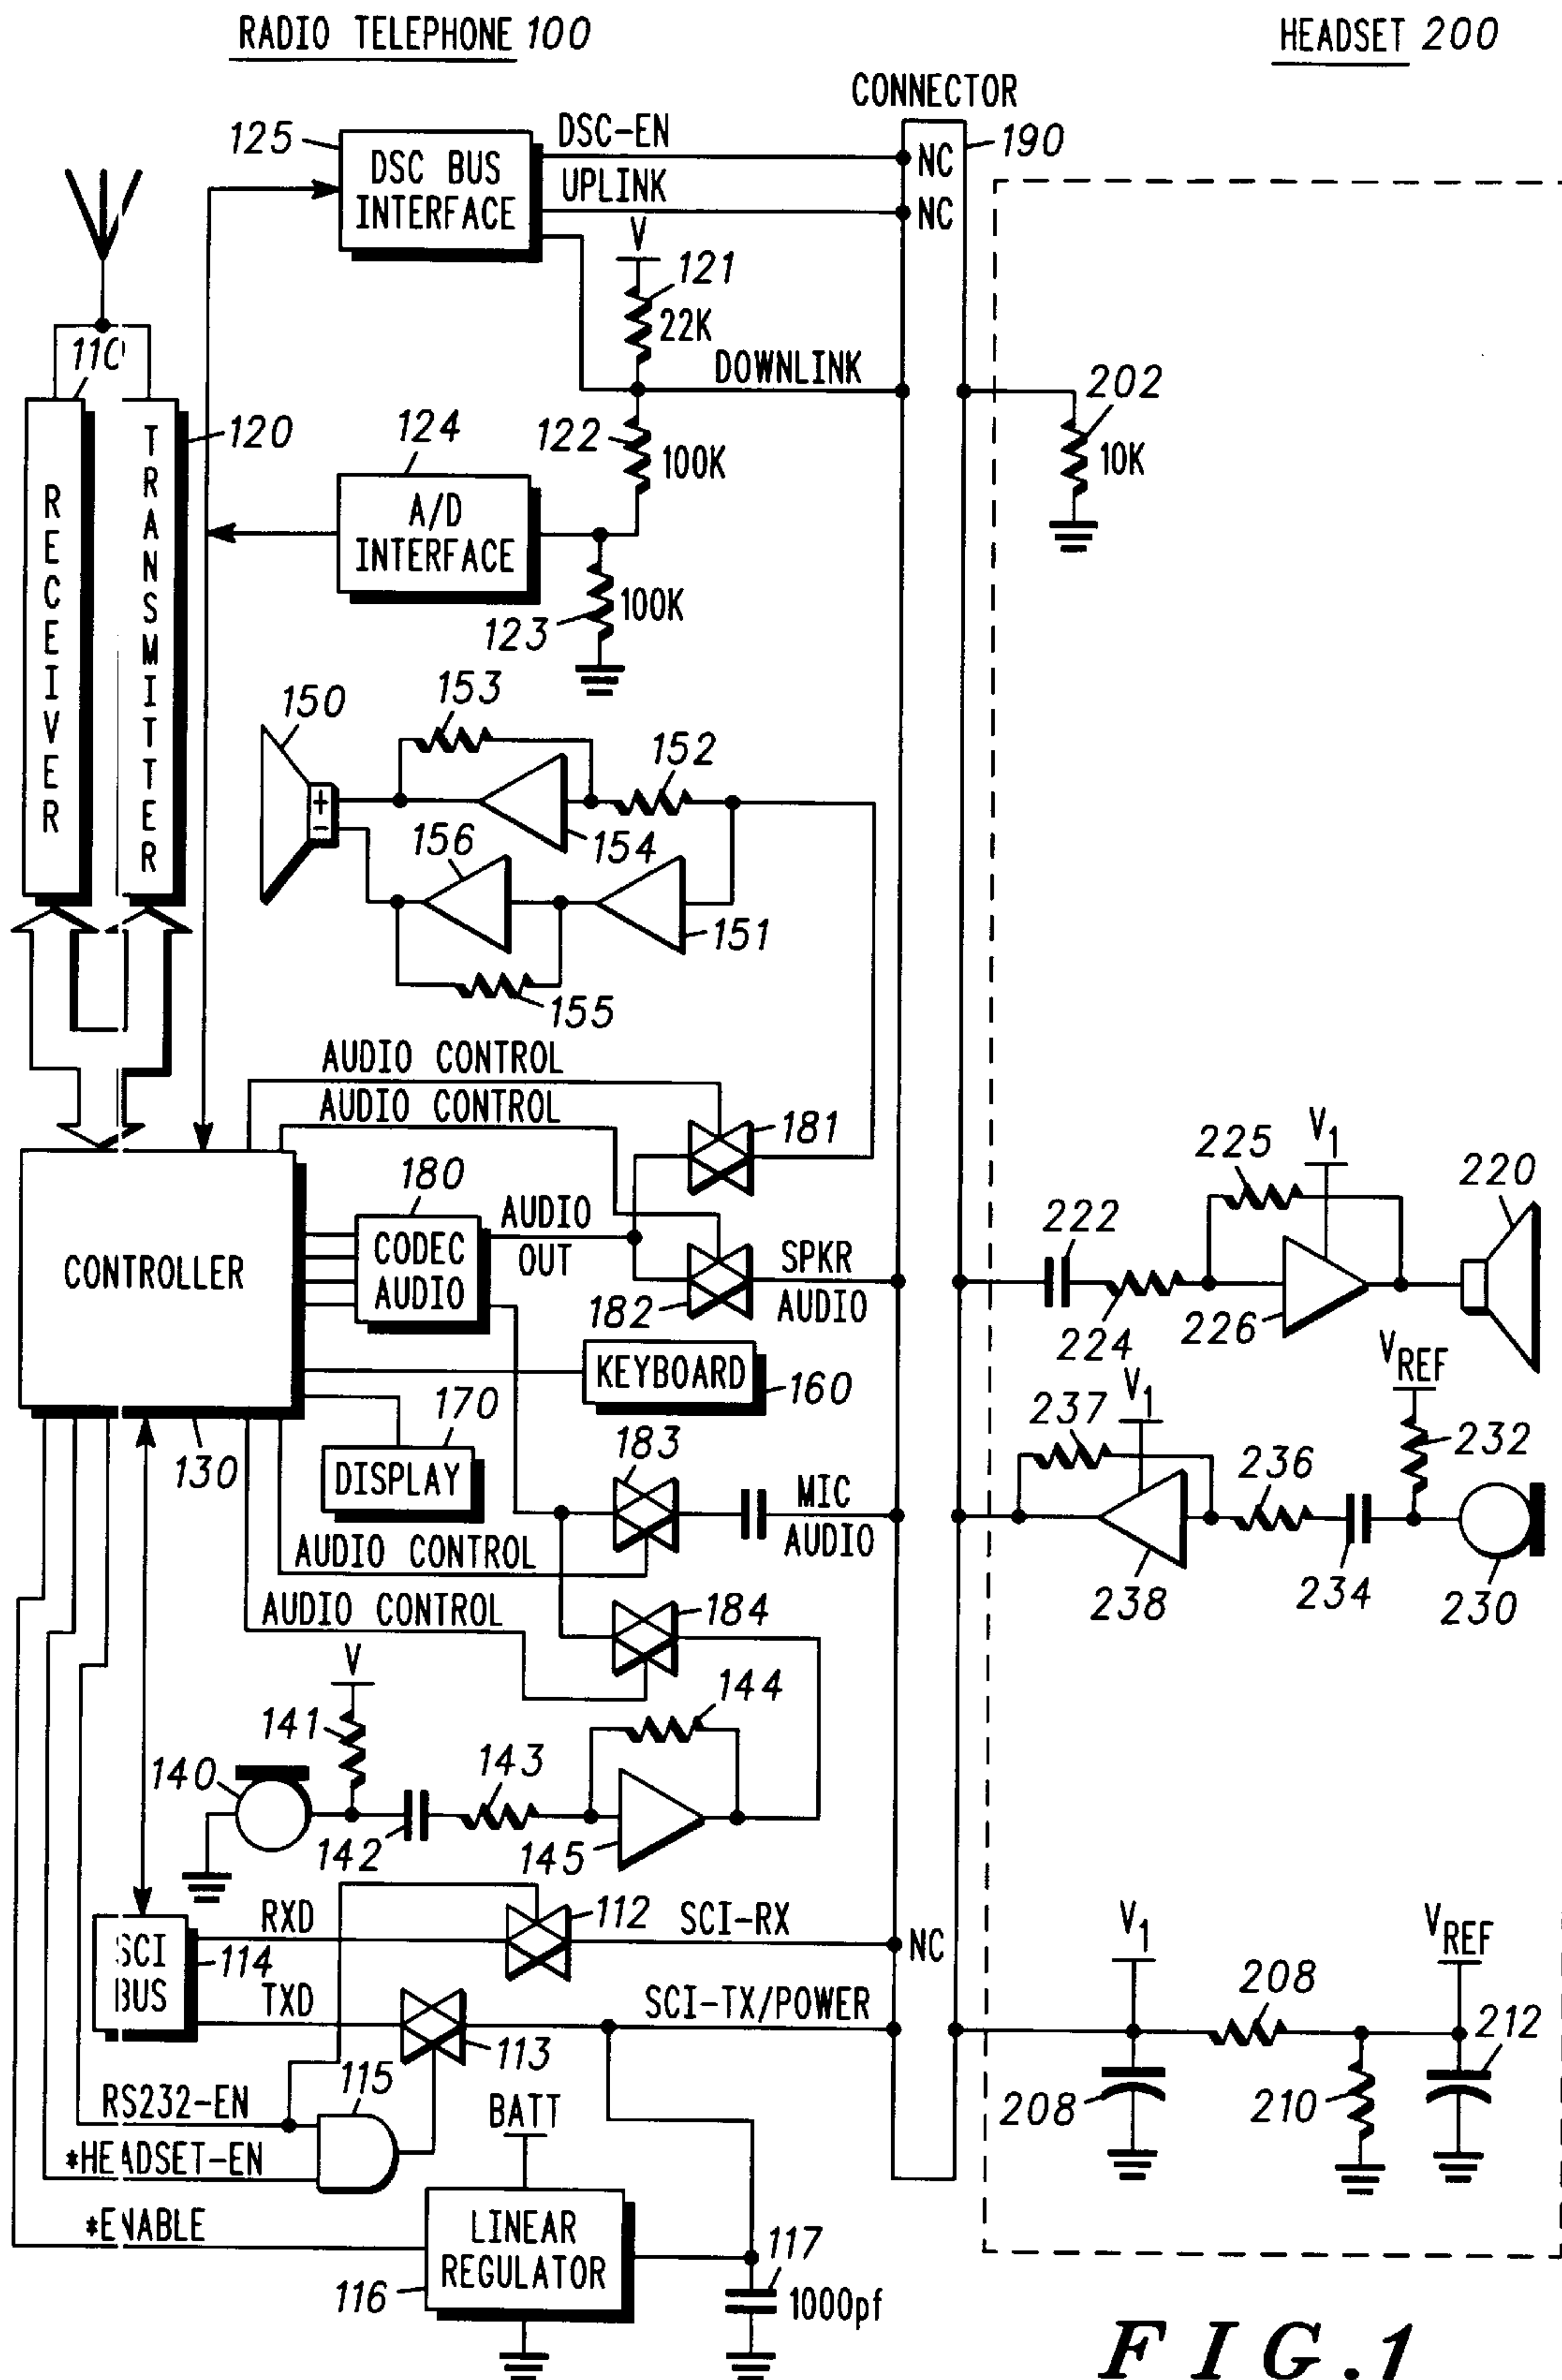 RADIO TELEPHONE 100
HEADSET 200
CONNECTOR
190
125
DSC BUS
INTERFACE
DSC-EN
NC
UPLINK
NC
V
121
22K
DOWNLINK
110
120
RECEIVER
TRANSMITTER
124
A/D
INTERFACE
122
100K
123
100K
202
10K
150
+
-
153
152
154
156
151
155
AUDIO CONTROL
AUDIO CONTROL
181
180
CODEC
AUDIO
AUDIO
OUT
CONTROLLER
130
182
SPKR
AUDIO
KEYBOARD
160
170
DISPLAY
183
MIC
AUDIO
AUDIO CONTROL
AUDIO CONTROL
184
222
224
225
V1
226
220
VREF
232
V1
237
236
238
234
230
V
141
140
142
143
144
145
SCI
BUS
114
RXD
112
SCI-RX
NC
TXD
113
SCI-TX/POWER
V1
208
208
VREF
212
210
RS232-EN
115
*HEADSET-EN
*ENABLE
BATT
LINEAR
REGULATOR
116
117
1000pf
FIG.1